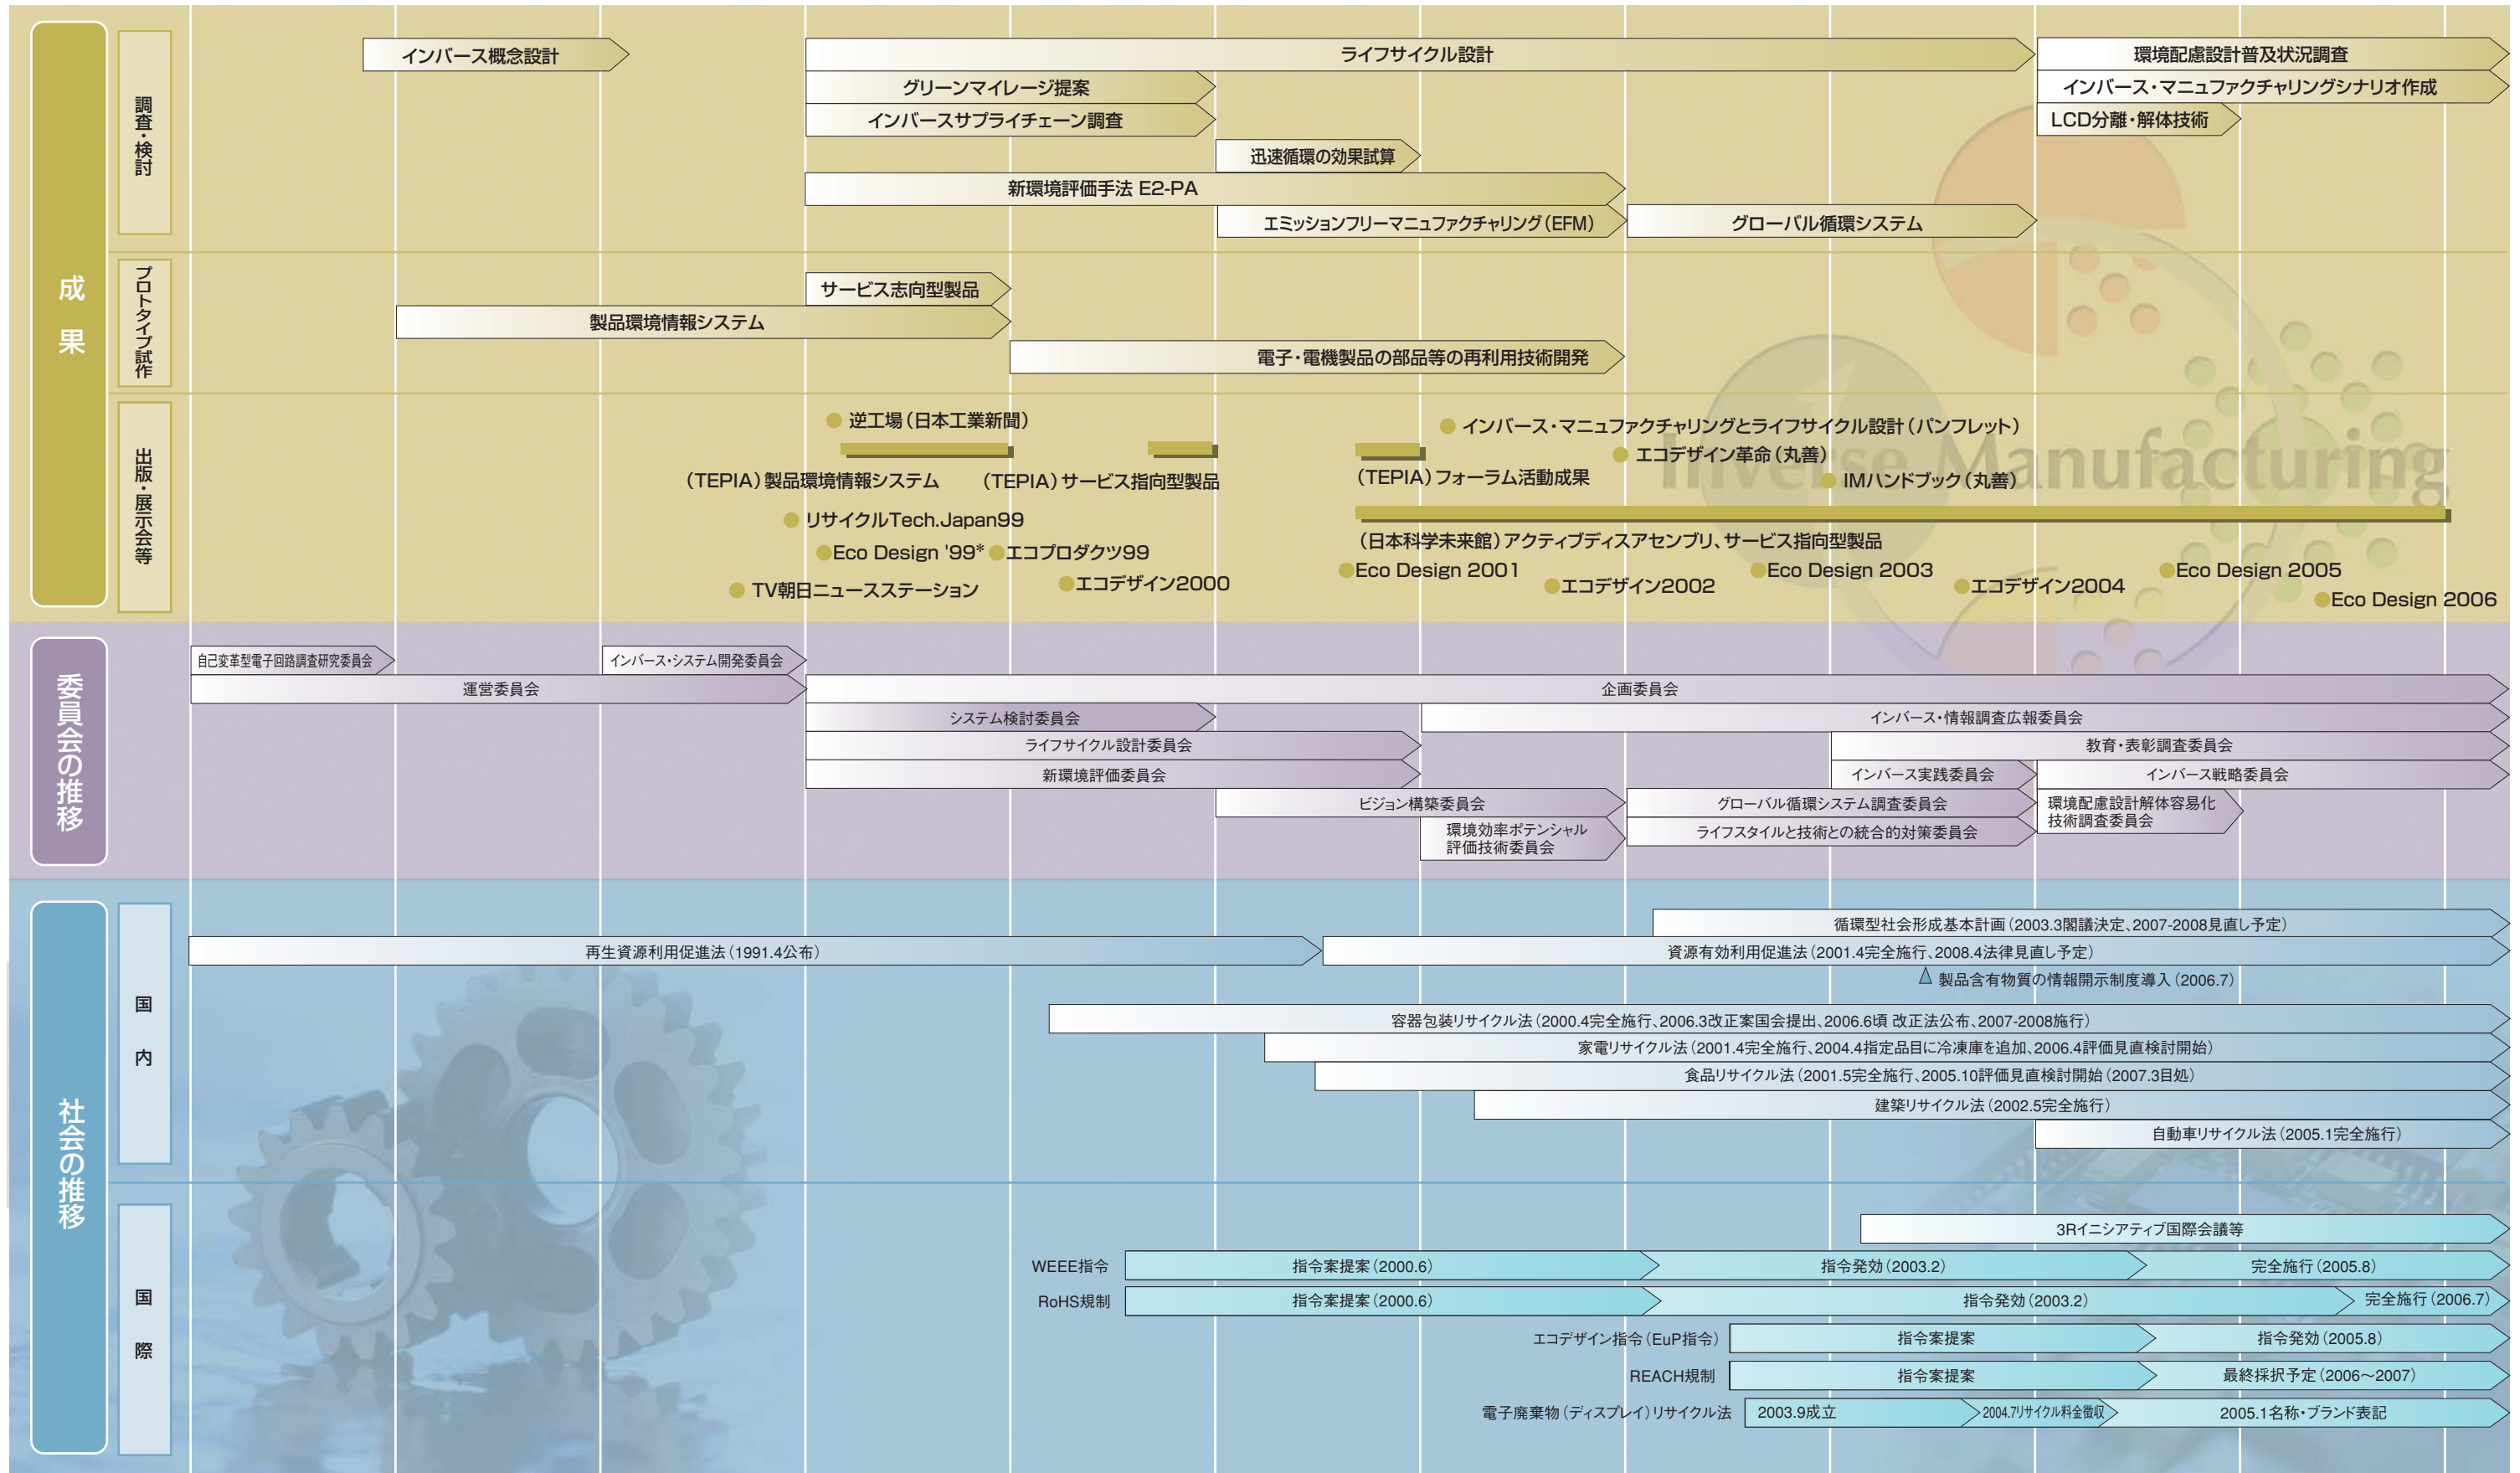 成果
調査・検討
インバース概念設計
ライフサイクル設計
環境配慮設計普及状況調査
グリーンマイレージ提案
インバース・マニュファクチャリングシナリオ作成
インバースサプライチェーン調査
LCD分離・解体技術
迅速循環の効果試算
新環境評価手法 E2-PA
エミッションフリーマニュファクチャリング（EFM）
グローバル循環システム
プロトタイプ試作
サービス志向型製品
製品環境情報システム
電子・電機製品の部品等の再利用技術開発
出版・展示会等
逆工場（日本工業新聞）
インバース・マニュファクチャリングとライフサイクル設計（パンフレット）
エコデザイン革命（丸善）
（TEPIA）製品環境情報システム
（TEPIA）サービス指向型製品
（TEPIA）フォーラム活動成果
IMハンドブック（丸善）
Inverse Manufacturing
リサイクルTech.Japan99
（日本科学未来館）アクティブディスアセンブリ、サービス指向型製品
Eco Design '99*
エコプロダクツ99
Eco Design 2001
Eco Design 2003
Eco Design 2005
TV朝日ニュースステーション
エコデザイン2000
エコデザイン2002
エコデザイン2004
Eco Design 2006
委員会の推移
自己変革型電子回路調査研究委員会
インバース・システム開発委員会
運営委員会
企画委員会
システム検討委員会
インバース・情報調査広報委員会
ライフサイクル設計委員会
教育・表彰調査委員会
新環境評価委員会
インバース実践委員会
インバース戦略委員会
ビジョン構築委員会
グローバル循環システム調査委員会
環境配慮設計解体容易化
技術調査委員会
環境効率ポテンシャル
評価技術委員会
ライフスタイルと技術との統合的対策委員会
社会の推移
国内
循環型社会形成基本計画（2003.3閣議決定、2007-2008見直し予定）
再生資源利用促進法（1991.4公布）
資源有効利用促進法（2001.4完全施行、2008.4法律見直し予定）
製品含有物質の情報開示制度導入（2006.7）
容器包装リサイクル法（2000.4完全施行、2006.3改正案国会提出、2006.6頃 改正法公布、2007-2008施行）
家電リサイクル法（2001.4完全施行、2004.4指定品目に冷凍庫を追加、2006.4評価見直検討開始）
食品リサイクル法（2001.5完全施行、2005.10評価見直検討開始（2007.3目処）
建築リサイクル法（2002.5完全施行）
自動車リサイクル法（2005.1完全施行）
国際
3Rイニシアティブ国際会議等
WEEE指令
指令案提案（2000.6）
指令発効（2003.2）
完全施行（2005.8）
RoHS規制
指令案提案（2000.6）
指令発効（2003.2）
完全施行（2006.7）
エコデザイン指令（EuP指令）
指令案提案
指令発効（2005.8）
REACH規制
指令案提案
最終採択予定（2006～2007）
電子廃棄物（ディスプレイ）リサイクル法
2003.9成立
2004.7リサイクル料金徴収
2005.1名称・ブランド表記